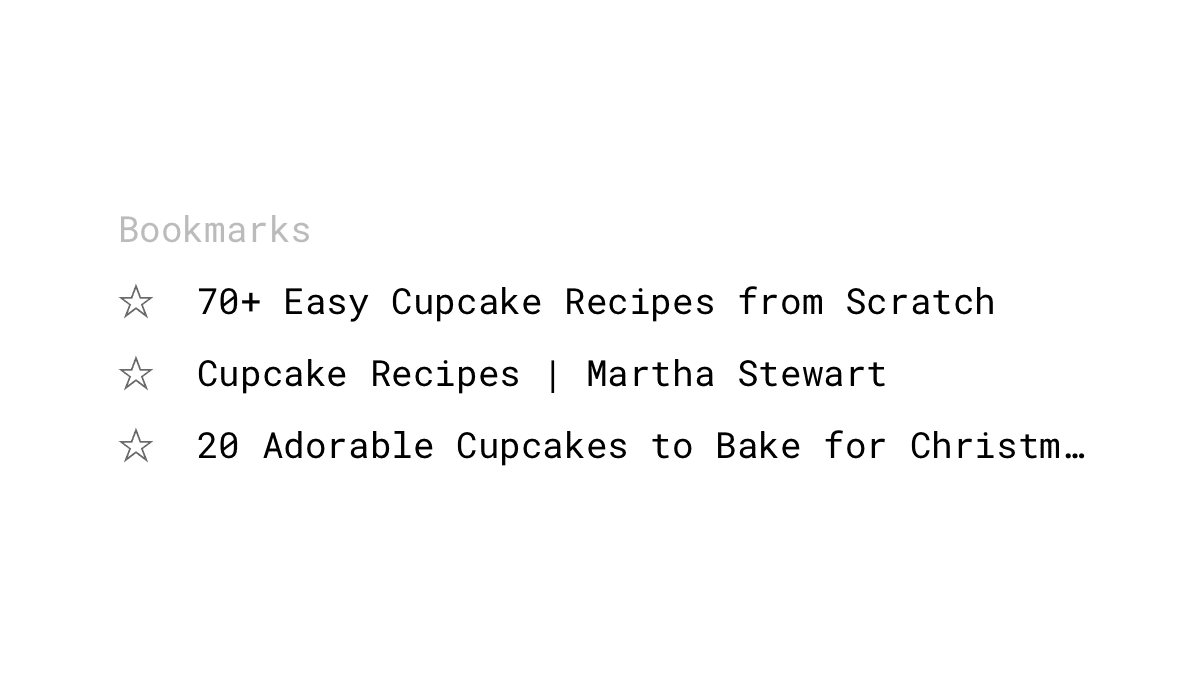 Bookmarks
☆ 70+ Easy Cupcake Recipes from Scratch
☆ Cupcake Recipes | Martha Stewart
☆ 20 Adorable Cupcakes to Bake for Christm…